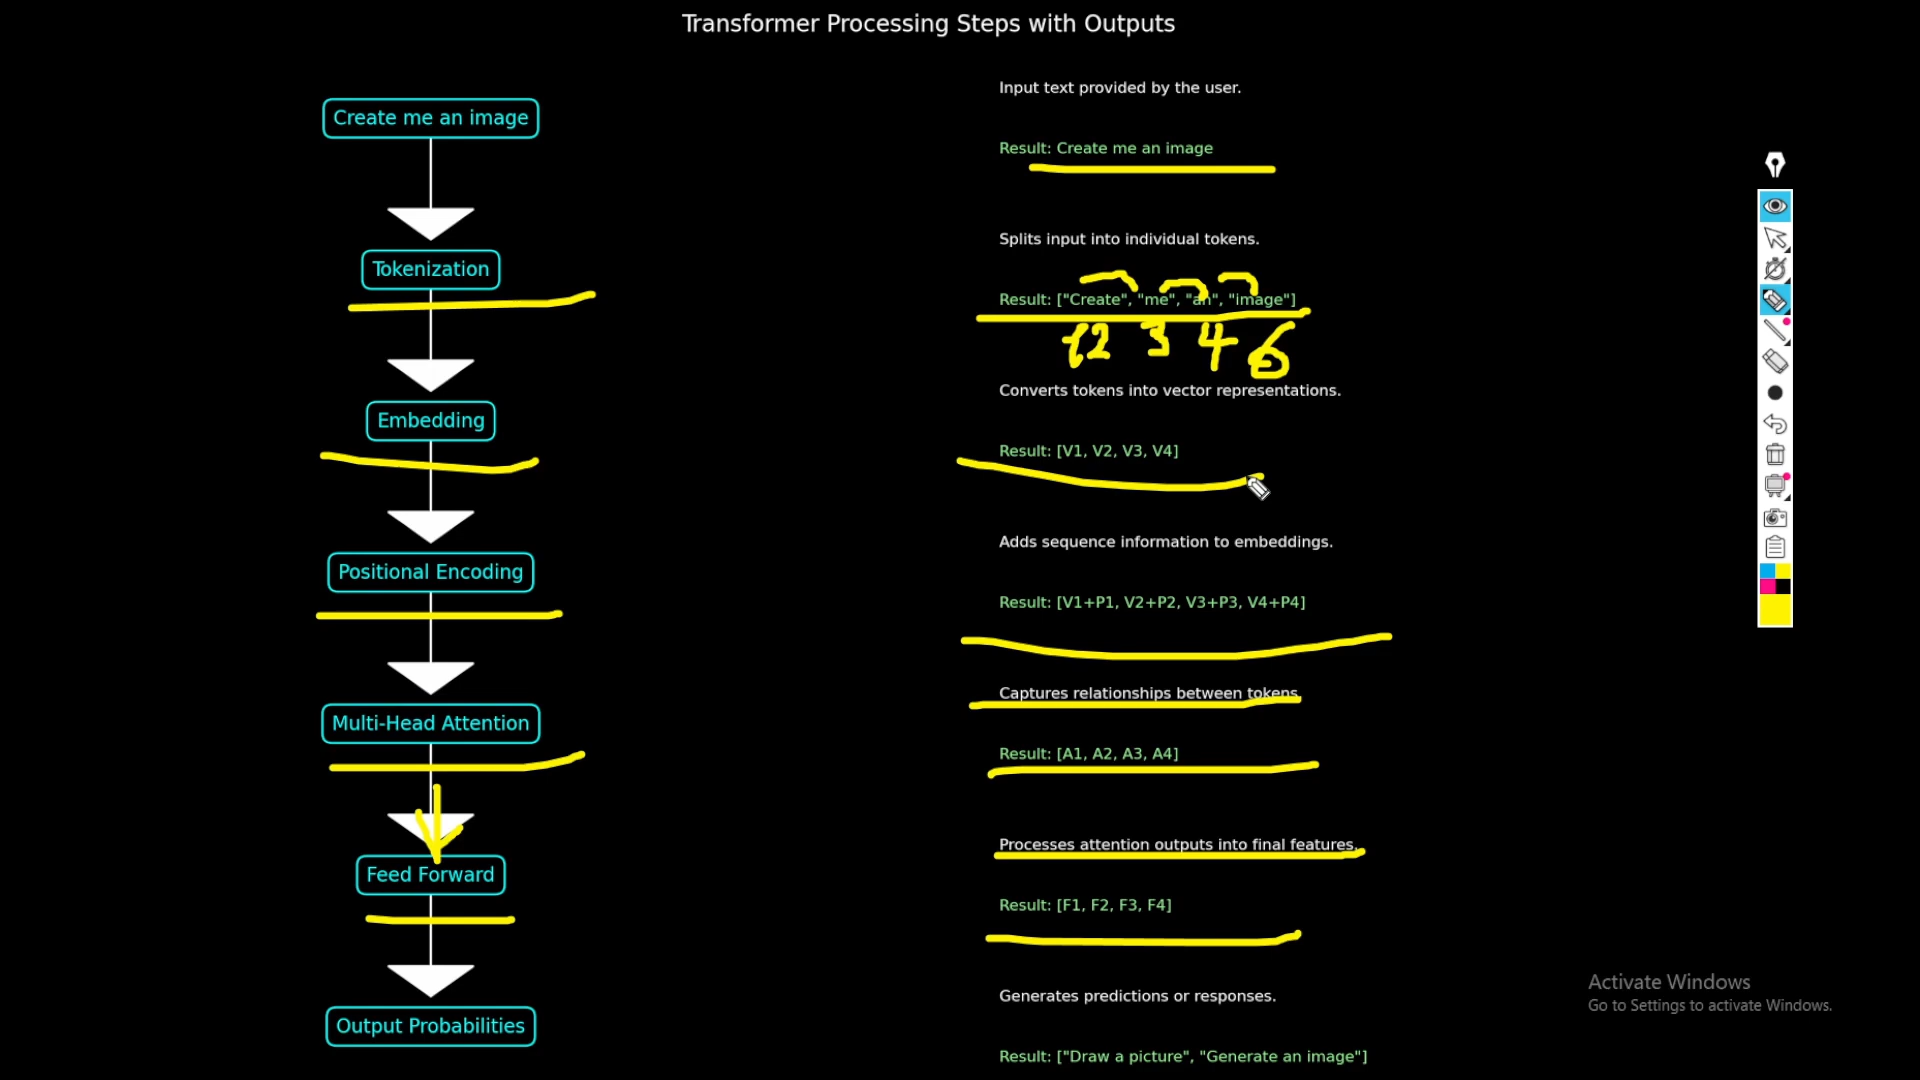 Transformer Processing Steps with Outputs
Create me an image
Input text provided by the user.
Result: Create me an image
Tokenization
Splits input into individual tokens.
Result: ["Create", "me", "an", "image"]
12 3 4 6
Embedding
Converts tokens into vector representations.
Result: [V1, V2, V3, V4]
Positional Encoding
Adds sequence information to embeddings.
Result: [V1+P1, V2+P2, V3+P3, V4+P4]
Multi-Head Attention
Captures relationships between tokens.
Result: [A1, A2, A3, A4]
Feed Forward
Processes attention outputs into final features.
Result: [F1, F2, F3, F4]
Output Probabilities
Generates predictions or responses.
Result: ["Draw a picture", "Generate an image"]
Activate Windows
Go to Settings to activate Windows.